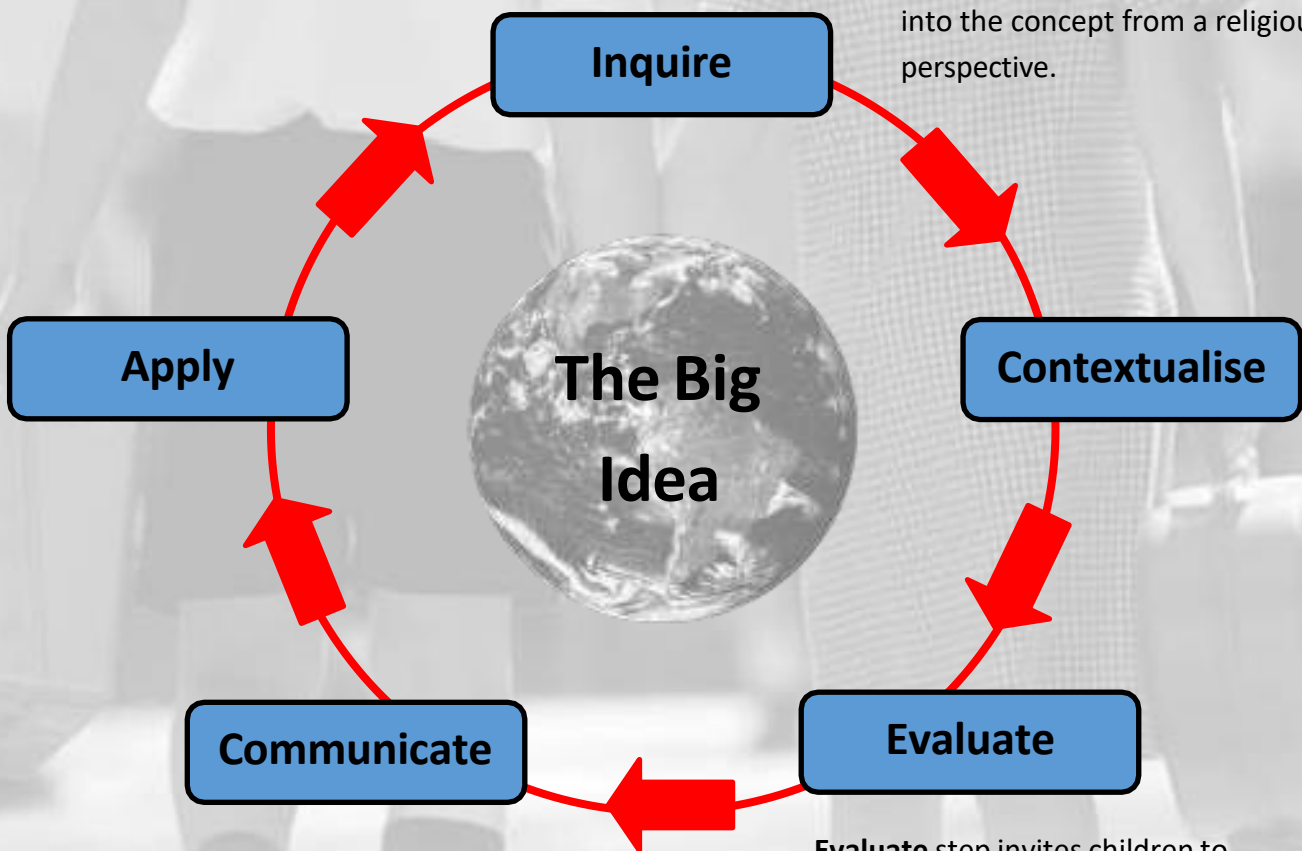 into the concept from a religiou
perspective.
Inquire
Apply
Contextualise
The Big
Idea
Communicate
Evaluate
Evaluate step invites children to